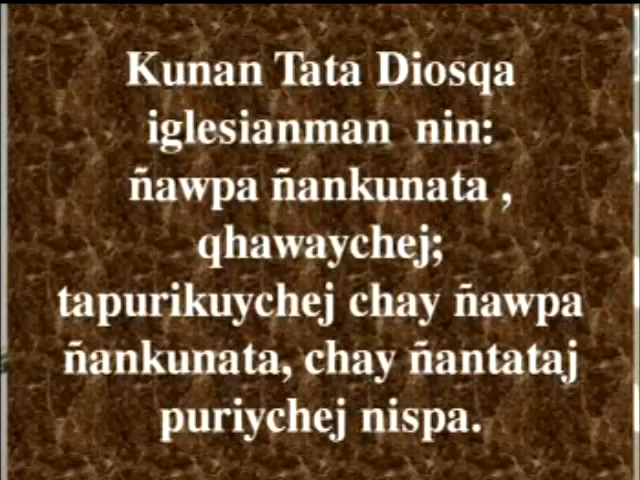 Kunan Tata Diosqa
iglesianman nin:
ñawpa ñankunata ,
qhawaychej;
tapurikuychej chay ñawpa
ñankunata, chay ñantataj
puriychej nispa.